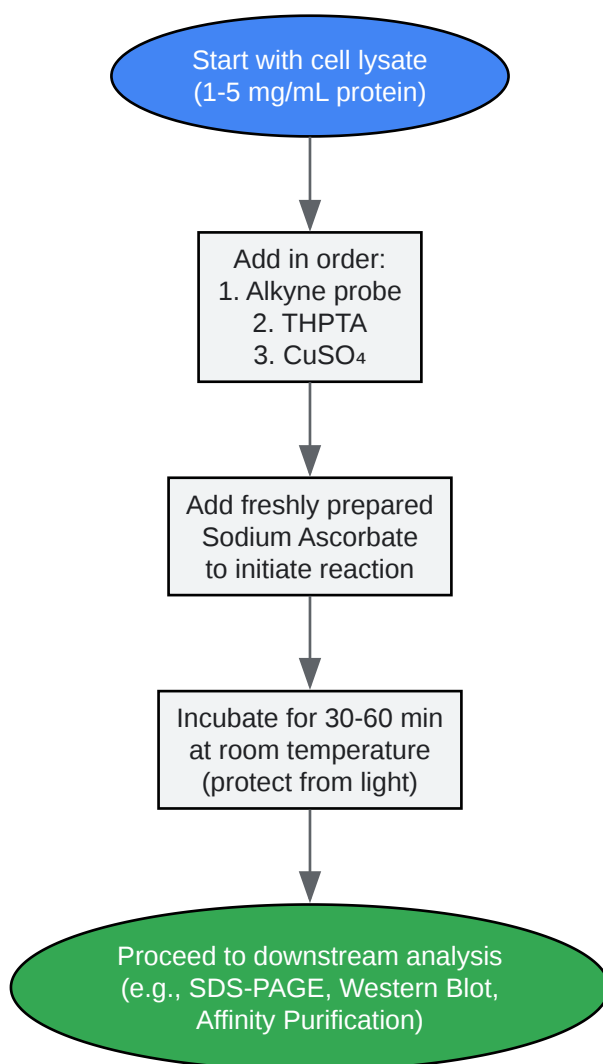 Start with cell lysate
(1-5 mg/mL protein)
Add in order:
1. Alkyne probe
2. THPTA
3. CuSO₄
Add freshly prepared
Sodium Ascorbate
to initiate reaction
Incubate for 30-60 min
at room temperature
(protect from light)
Proceed to downstream analysis
(e.g., SDS-PAGE, Western Blot,
Affinity Purification)